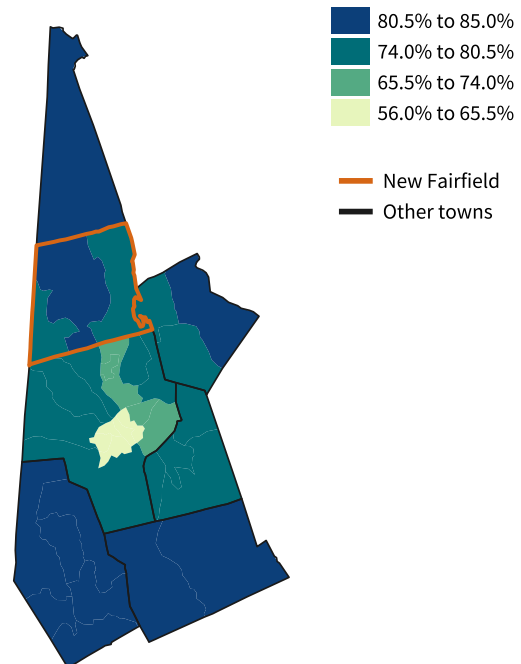 80.5% to 85.0%
74.0% to 80.5%
65.5% to 74.0%
56.0% to 65.5%
New Fairfield
Other towns